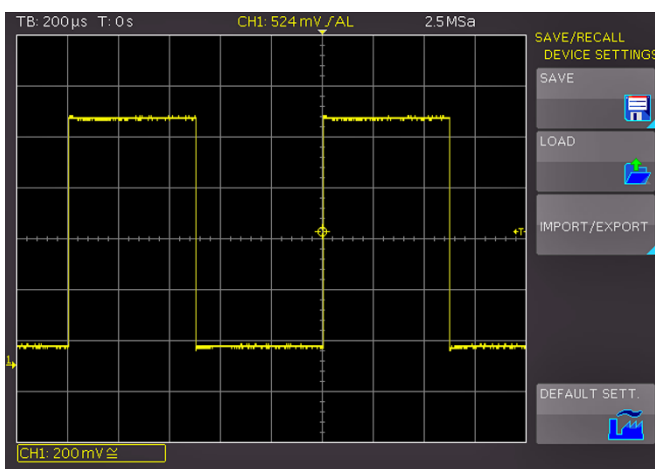 TB: 200 µs T: 0 s CH1: 524 mV ∫ AL 2.5 MSa
SAVE/RECALL
DEVICE SETTINGS
SAVE
LOAD
IMPORT/EXPORT
T
1
DEFAULT SETT.
CH1: 200 mV ≅